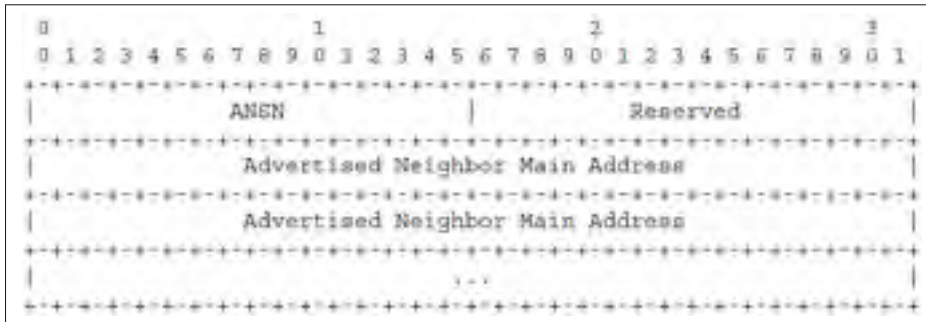 0                   1                   2                   3
0 1 2 3 4 5 6 7 8 9 0 1 2 3 4 5 6 7 8 9 0 1 2 3 4 5 6 7 8 9 0 1
+-+-+-+-+-+-+-+-+-+-+-+-+-+-+-+-+-+-+-+-+-+-+-+-+-+-+-+-+-+-+-+-+
| ANSN | Reserved |
+-+-+-+-+-+-+-+-+-+-+-+-+-+-+-+-+-+-+-+-+-+-+-+-+-+-+-+-+-+-+-+-+
| Advertised Neighbor Main Address |
+-+-+-+-+-+-+-+-+-+-+-+-+-+-+-+-+-+-+-+-+-+-+-+-+-+-+-+-+-+-+-+-+
| Advertised Neighbor Main Address |
+-+-+-+-+-+-+-+-+-+-+-+-+-+-+-+-+-+-+-+-+-+-+-+-+-+-+-+-+-+-+-+-+
| ... |
+-+-+-+-+-+-+-+-+-+-+-+-+-+-+-+-+-+-+-+-+-+-+-+-+-+-+-+-+-+-+-+-+